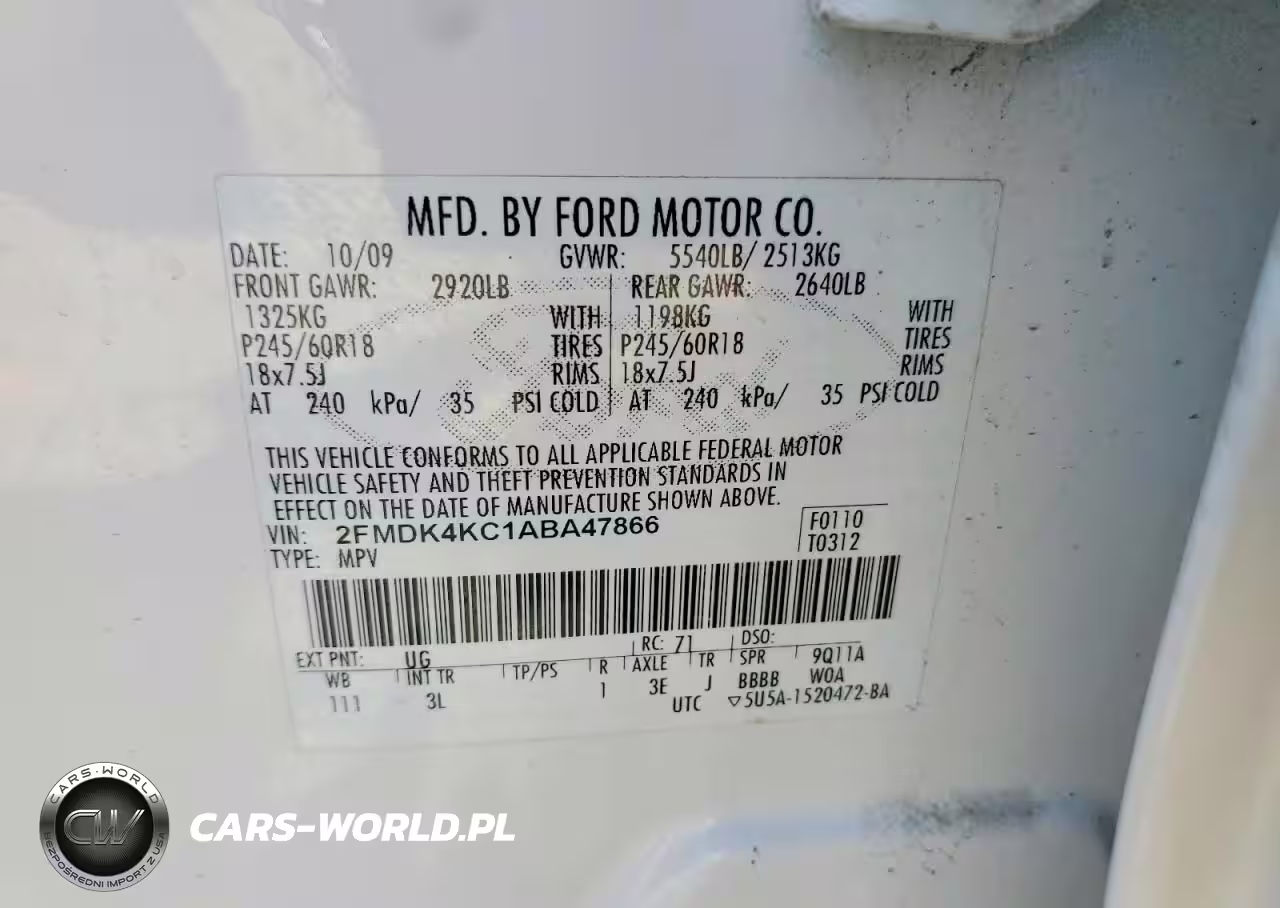 MFD. BY FORD MOTOR CO.
DATE: 10/09 GVWR: 5540LB/ 2513KG
FRONT GAWR: 2920LB REAR GAWR: 2640LB
1325KG WITH 1198KG WITH
P245/60R18 TIRES P245/60R18 TIRES
18x7.5J RIMS 18x7.5J RIMS
AT 240 kPa/ 35 PSI COLD AT 240 kPa/ 35 PSI COLD
THIS VEHICLE CONFORMS TO ALL APPLICABLE FEDERAL MOTOR
VEHICLE SAFETY AND THEFT PREVENTION STANDARDS IN
EFFECT ON THE DATE OF MANUFACTURE SHOWN ABOVE.
VIN: 2FMDK4KC1ABA47866 F0110
TYPE: MPV T0312
RC: 71 DSO:
EXT PNT: UG
WB INT TR TP/PS R AXLE TR SPR 9Q11A
111 3L 1 3E J BBBB W0A
UTC ▽5U5A-1520472-BA
CARS-WORLD
CW
BEZPOŚREDNI IMPORT Z USA
CARS-WORLD.PL